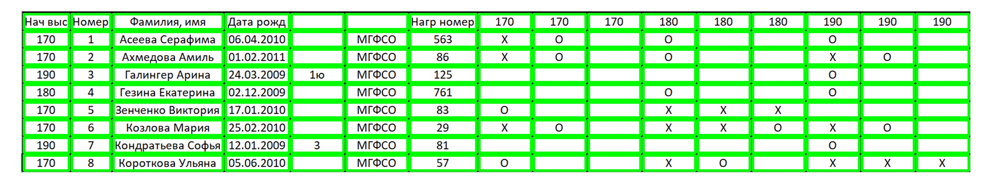 Нач выс Номер Фамилия, имя Дата рожд Нагр номер 170 170 170 180 180 180 190 190 190
170 1 Асеева Серафима 06.04.2010 МГФСО 563 X O O O
170 2 Ахмедова Амиль 01.02.2011 МГФСО 86 X O O X O
190 3 Галингер Арина 24.03.2009 1ю МГФСО 125 O
180 4 Гезина Екатерина 02.12.2009 МГФСО 761 O O
170 5 Зенченко Виктория 17.01.2010 МГФСО 83 O X X X
170 6 Козлова Мария 25.02.2010 МГФСО 29 X O X X O X O
190 7 Кондратьева Софья 12.01.2009 3 МГФСО 81 O
170 8 Короткова Ульяна 05.06.2010 МГФСО 57 O X O X X X